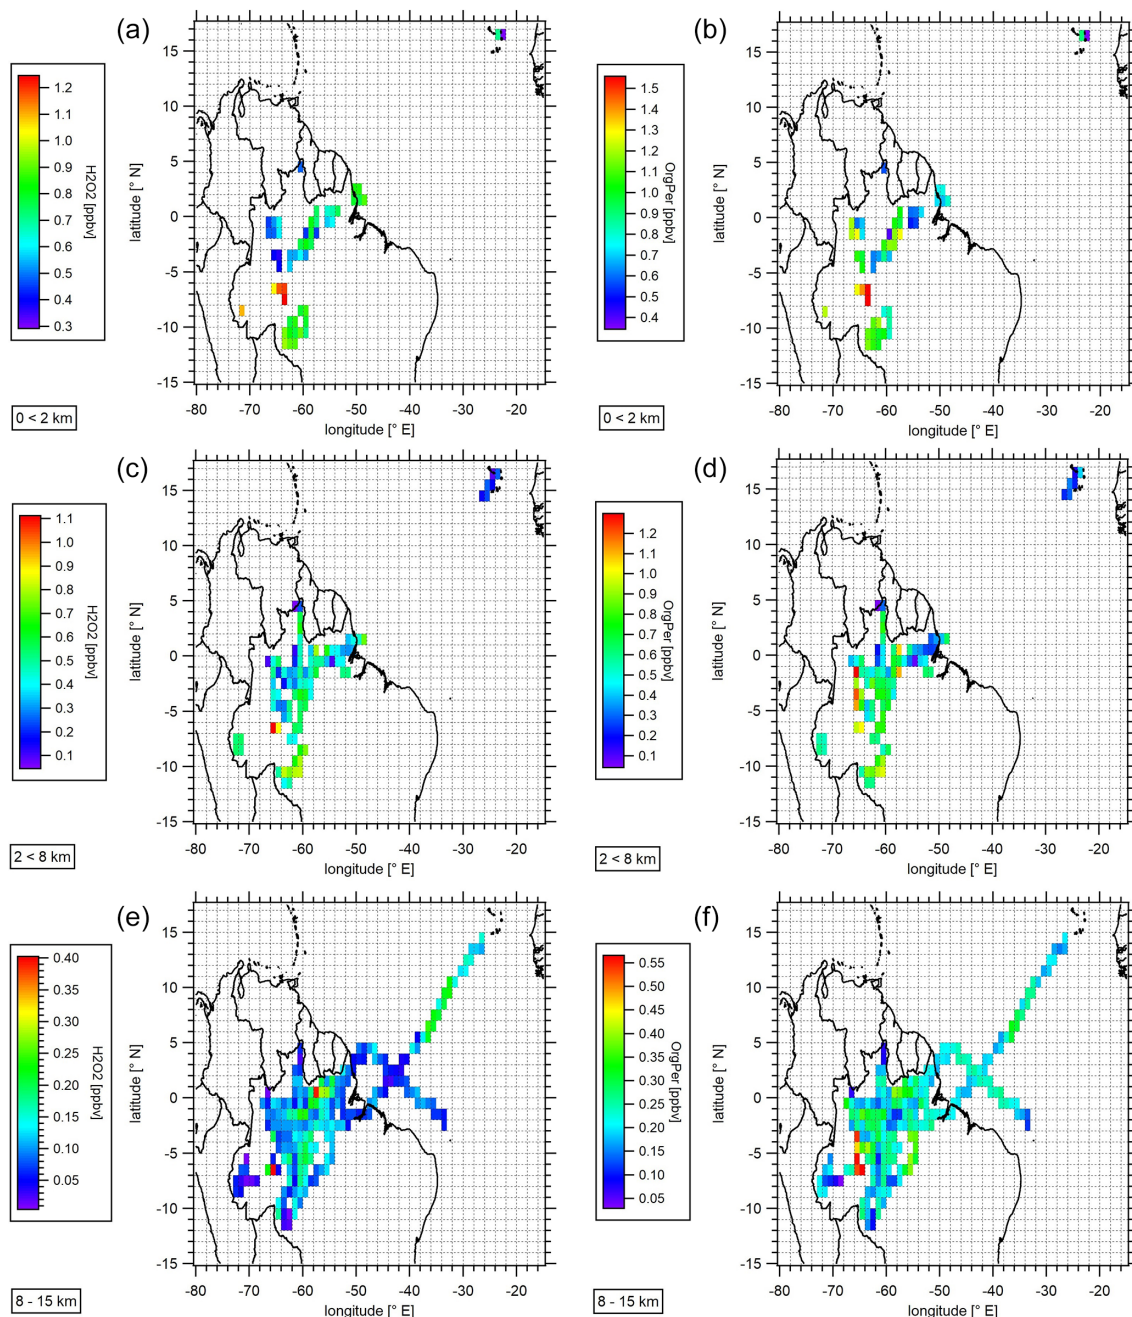 (a)
1.2
1.1
1.0
0.9
0.8
0.7
0.6
0.5
0.4
0.3
H2O2 [ppbv]
latitude [° N]
15
10
5
0
-5
-10
-15
-80 -70 -60 -50 -40 -30 -20
longitude [° E]
0 < 2 km
(b)
1.5
1.4
1.3
1.2
1.1
1.0
0.9
0.8
0.7
0.6
0.5
0.4
OrgPer [ppbv]
latitude [° N]
15
10
5
0
-5
-10
-15
-80 -70 -60 -50 -40 -30 -20
longitude [° E]
0 < 2 km
(c)
1.1
1.0
0.9
0.8
0.7
0.6
0.5
0.4
0.3
0.2
0.1
H2O2 [ppbv]
latitude [° N]
15
10
5
0
-5
-10
-15
-80 -70 -60 -50 -40 -30 -20
longitude [° E]
2 < 8 km
(d)
1.2
1.1
1.0
0.9
0.8
0.7
0.6
0.5
0.4
0.3
0.2
0.1
OrgPer [ppbv]
latitude [° N]
15
10
5
0
-5
-10
-15
-80 -70 -60 -50 -40 -30 -20
longitude [° E]
2 < 8 km
(e)
0.40
0.35
0.30
0.25
0.20
0.15
0.10
0.05
H2O2 [ppbv]
latitude [° N]
15
10
5
0
-5
-10
-15
-80 -70 -60 -50 -40 -30 -20
longitude [° E]
8 - 15 km
(f)
0.55
0.50
0.45
0.40
0.35
0.30
0.25
0.20
0.15
0.10
0.05
OrgPer [ppbv]
latitude [° N]
15
10
5
0
-5
-10
-15
-80 -70 -60 -50 -40 -30 -20
longitude [° E]
8 - 15 km